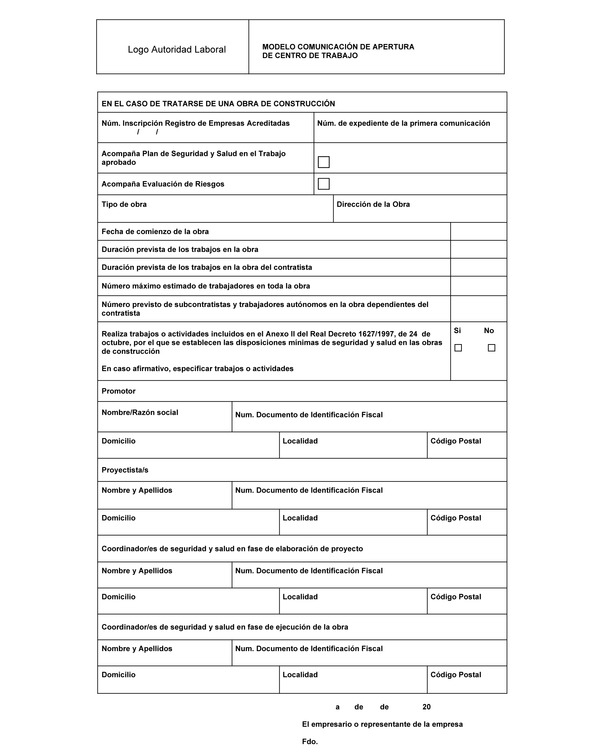 Logo Autoridad Laboral
MODELO COMUNICACIÓN DE APERTURA
DE CENTRO DE TRABAJO
EN EL CASO DE TRATARSE DE UNA OBRA DE CONSTRUCCIÓN
Núm. Inscripción Registro de Empresas Acreditadas
/ /
Núm. de expediente de la primera comunicación
Acompaña Plan de Seguridad y Salud en el Trabajo
aprobado
Acompaña Evaluación de Riesgos
Tipo de obra
Dirección de la Obra
Fecha de comienzo de la obra
Duración prevista de los trabajos en la obra
Duración prevista de los trabajos en la obra del contratista
Número máximo estimado de trabajadores en toda la obra
Número previsto de subcontratistas y trabajadores autónomos en la obra dependientes del
contratista
Realiza trabajos o actividades incluidos en el Anexo II del Real Decreto 1627/1997, de 24 de
octubre, por el que se establecen las disposiciones mínimas de seguridad y salud en las obras
de construcción
Si No
En caso afirmativo, especificar trabajos o actividades
Promotor
Nombre/Razón social
Num. Documento de Identificación Fiscal
Domicilio
Localidad
Código Postal
Proyectista/s
Nombre y Apellidos
Num. Documento de Identificación Fiscal
Domicilio
Localidad
Código Postal
Coordinador/es de seguridad y salud en fase de elaboración de proyecto
Nombre y Apellidos
Num. Documento de Identificación Fiscal
Domicilio
Localidad
Código Postal
Coordinador/es de seguridad y salud en fase de ejecución de la obra
Nombre y Apellidos
Num. Documento de Identificación Fiscal
Domicilio
Localidad
Código Postal
a de de 20
El empresario o representante de la empresa
Fdo.